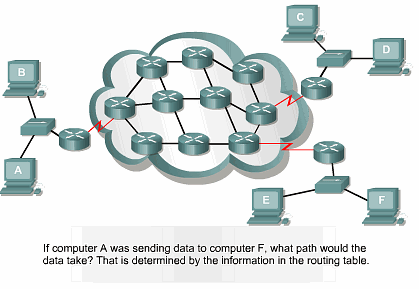 C
D
B
A
E
F
If computer A was sending data to computer F, what path would the
data take? That is determined by the information in the routing table.